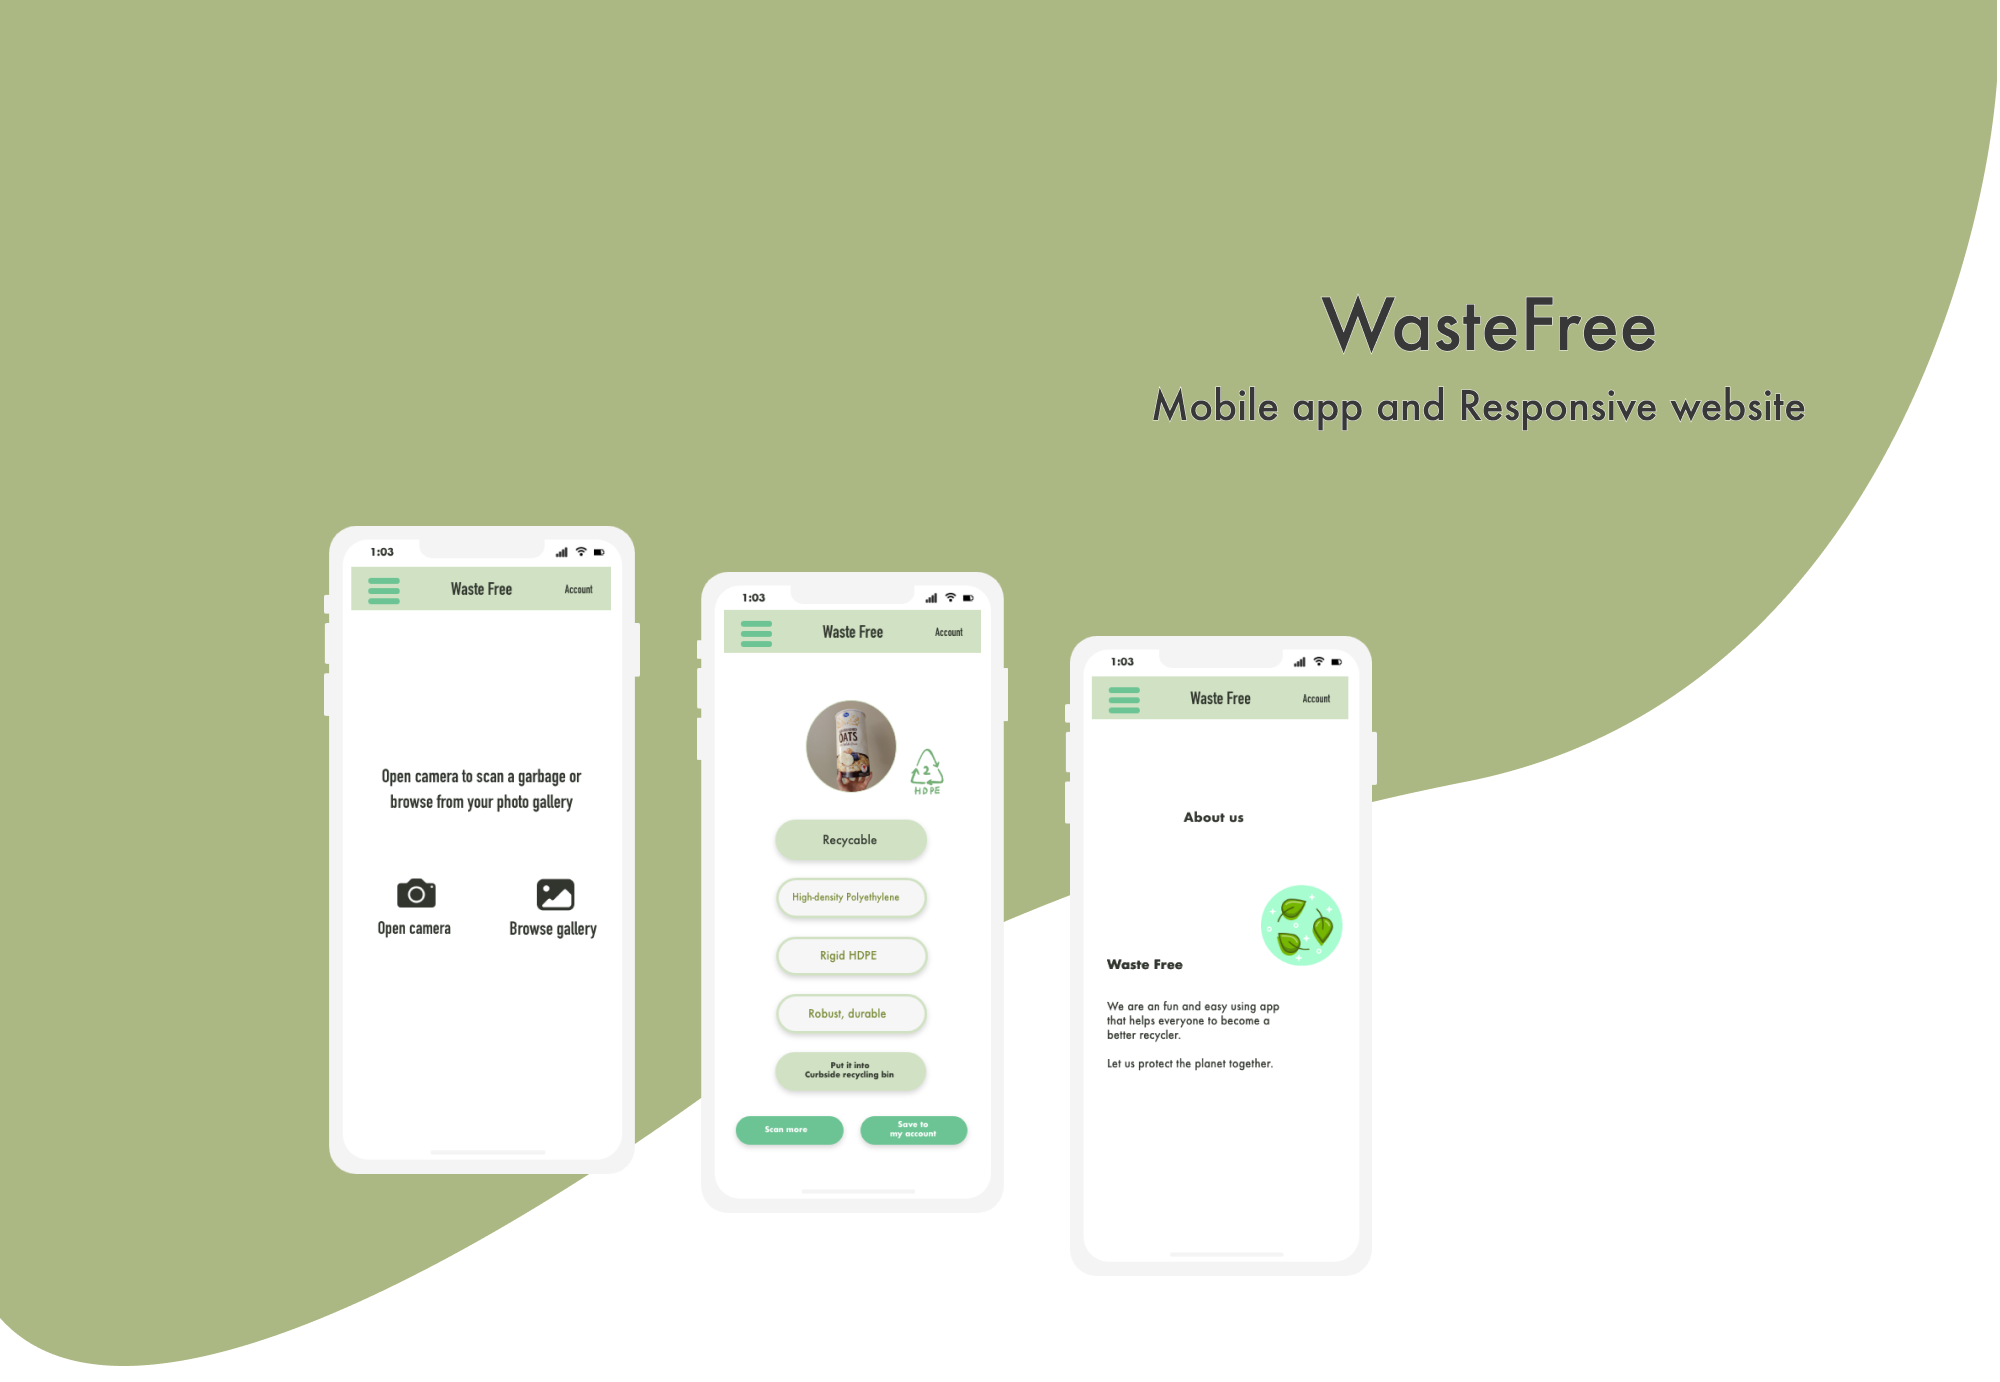 WasteFree
Mobile app and Responsive website
1:03
Waste Free
Account
Open camera to scan a garbage or
browse from your photo gallery
Open camera
Browse gallery
1:03
Waste Free
Account
OATS
2
HDPE
Recycable
High-density Polyethylene
Rigid HDPE
Robust, durable
Put it into
Curbside recycling bin
Scan more
Save to
my account
1:03
Waste Free
Account
About us
Waste Free
We are an fun and easy using app
that helps everyone to become a
better recycler.
Let us protect the planet together.